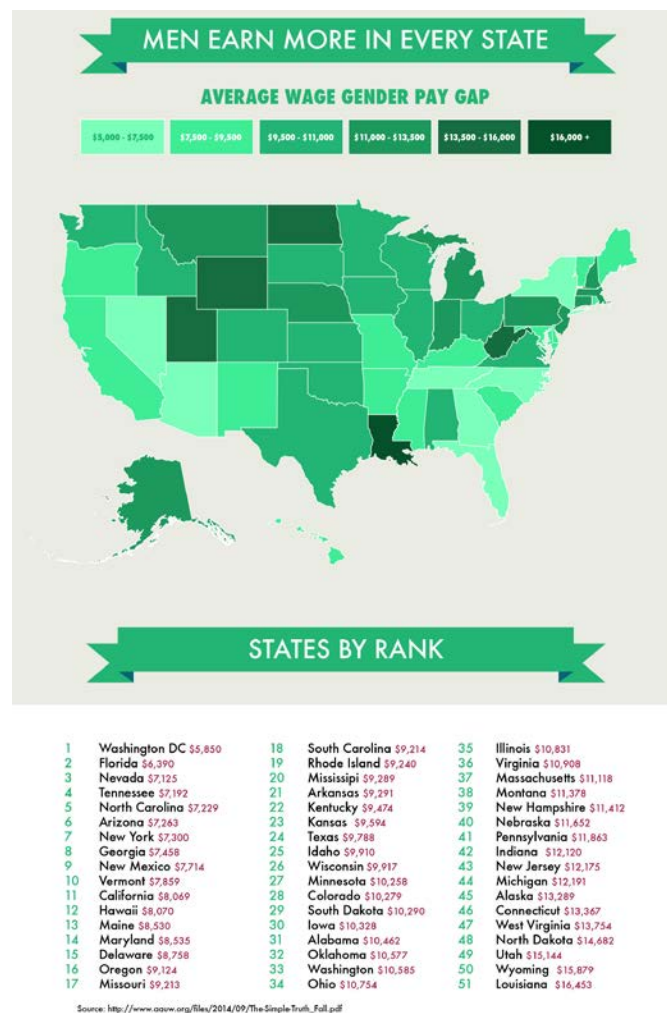 MEN EARN MORE IN EVERY STATE
AVERAGE WAGE GENDER PAY GAP
$5,000 - $7,500
$7,500 - $9,500
$9,500 - $11,000
$11,000 - $13,500
$13,500 - $16,000
$16,000 +
STATES BY RANK
1 Washington DC $5,850
2 Florida $6,390
3 Nevada $7,125
4 Tennessee $7,192
5 North Carolina $7,229
6 Arizona $7,263
7 New York $7,300
8 Georgia $7,458
9 New Mexico $7,714
10 Vermont $7,859
11 California $8,069
12 Hawaii $8,070
13 Maine $8,530
14 Maryland $8,535
15 Delaware $8,758
16 Oregon $9,124
17 Missouri $9,213
18 South Carolina $9,214
19 Rhode Island $9,240
20 Mississipi $9,289
21 Arkansas $9,291
22 Kentucky $9,474
23 Kansas $9,594
24 Texas $9,788
25 Idaho $9,910
26 Wisconsin $9,917
27 Minnesota $10,258
28 Colorado $10,279
29 South Dakota $10,290
30 Iowa $10,328
31 Alabama $10,462
32 Oklahoma $10,577
33 Washington $10,585
34 Ohio $10,754
35 Illinois $10,831
36 Virginia $10,908
37 Massachusetts $11,118
38 Montana $11,378
39 New Hampshire $11,412
40 Nebraska $11,652
41 Pennsylvania $11,863
42 Indiana $12,120
43 New Jersey $12,175
44 Michigan $12,191
45 Alaska $13,289
46 Connecticut $13,367
47 West Virginia $13,754
48 North Dakota $14,682
49 Utah $15,144
50 Wyoming $15,879
51 Louisiana $16,453
Source: http://www.aauw.org/files/2014/09/The-Simple-Truth_Fall.pdf